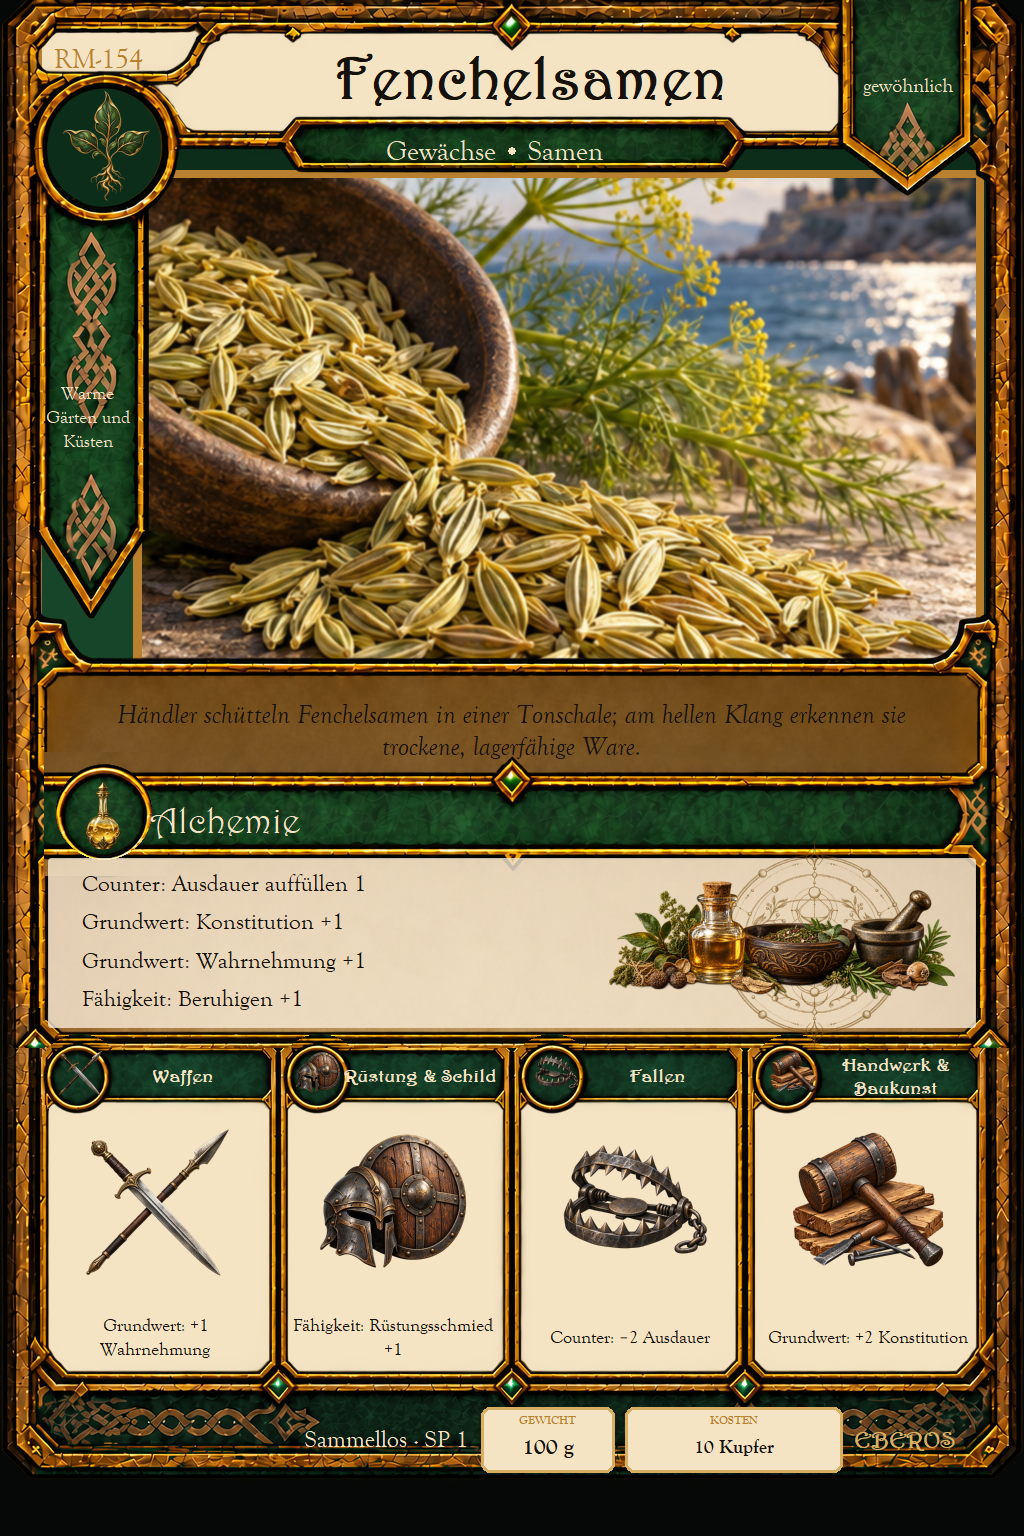 RM-154
Fenchelsamen
gewöhnlich
Gewächse • Samen
Warme
Gärten und
Küsten
Händler schütteln Fenchelsamen in einer Tonschale; am hellen Klang erkennen sie
trockene, lagerfähige Ware.
Alchemie
Counter: Ausdauer auffüllen 1
Grundwert: Konstitution +1
Grundwert: Wahrnehmung +1
Fähigkeit: Beruhigen +1
Waffen
Rüstung & Schild
Fallen
Handwerk &
Baukunst
Grundwert: +1
Wahrnehmung
Fähigkeit: Rüstungsschmied
+1
Counter: −2 Ausdauer
Grundwert: +2 Konstitution
Sammellos · SP 1
GEWICHT
100 g
KOSTEN
10 Kupfer
EBEROS